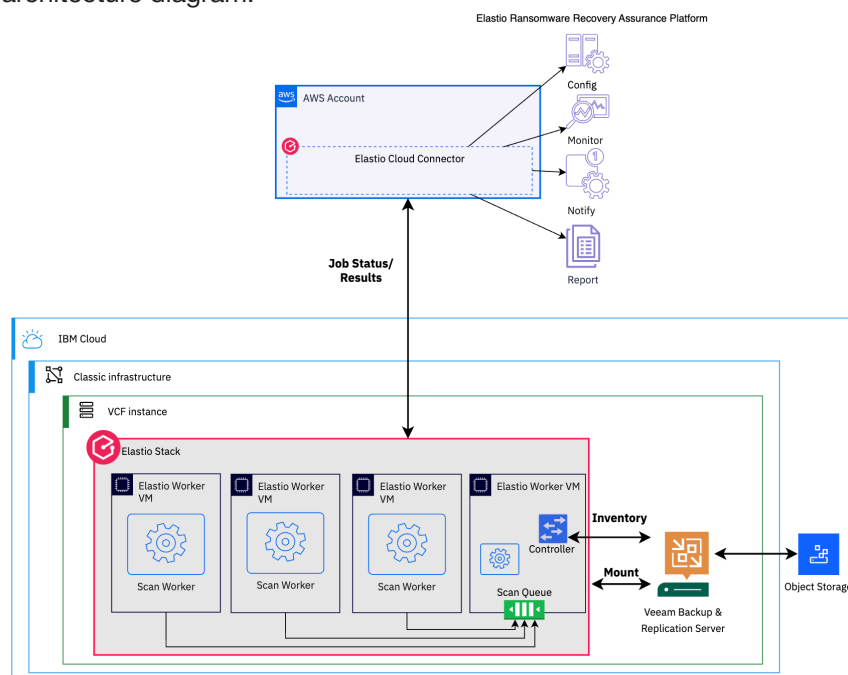 architecture diagram.
Elastio Ransomware Recovery Assurance Platform
Config
aws
AWS Account
Monitor
Elastio Cloud Connector
1
Notify
Job Status/
Results
Report
IBM Cloud
Classic infrastructure
VCF instance
Elastio Stack
Elastio Worker
VM
Elastio Worker
VM
Elastio Worker
VM
Elastio Worker VM
Inventory
Controller
Mount
Scan Worker
Scan Worker
Scan Worker
Scan Queue
Object Storage
Veeam Backup &
Replication Server